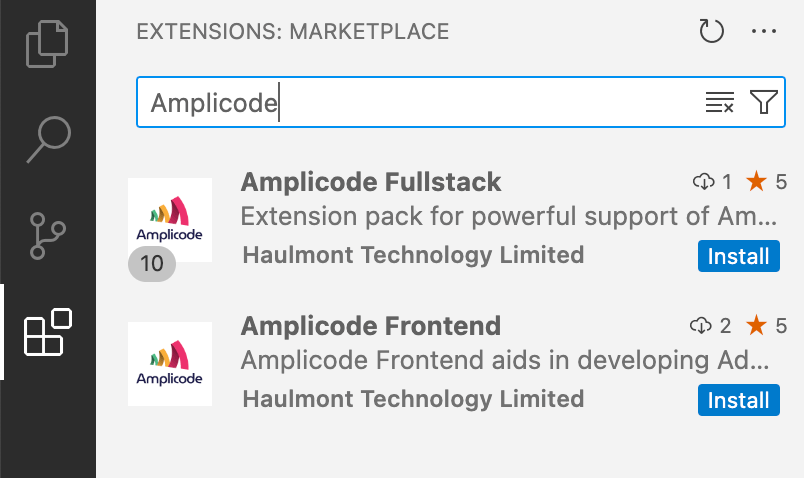 EXTENSIONS: MARKETPLACE
Amplicode
Amplicode Fullstack 1 5
Extension pack for powerful support of Am...
Haulmont Technology Limited Install
Amplicode
10
Amplicode Frontend 2 5
Amplicode Frontend aids in developing Ad...
Haulmont Technology Limited Install
Amplicode